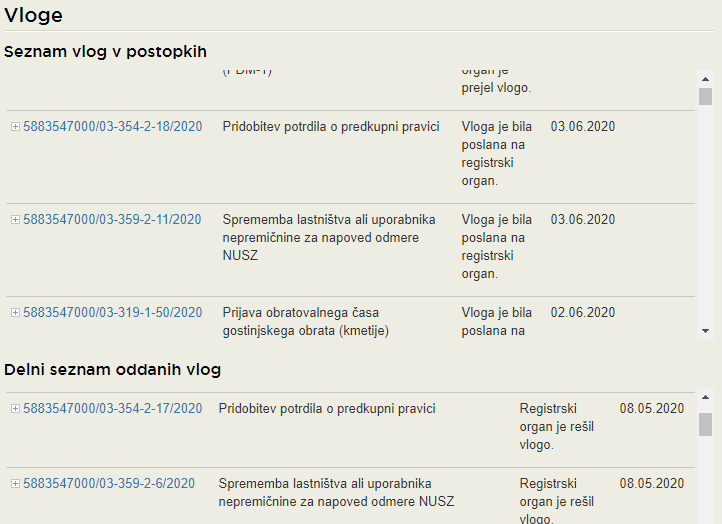 Vloge
Seznam vlog v postopkih
(PDM-1)
organ je
prejel vlogo.
5883547000/03-354-2-18/2020 Pridobitev potrdila o predkupni pravici Vloga je bila 03.06.2020
poslana na
registrski
organ.
5883547000/03-359-2-11/2020 Sprememba lastništva ali uporabnika Vloga je bila 03.06.2020
nepremičnine za napoved odmere poslana na
NUSZ registrski
organ.
5883547000/03-319-1-50/2020 Prijava obratovalnega časa Vloga je bila 02.06.2020
gostinjskega obrata (kmetije) poslana na
Delni seznam oddanih vlog
5883547000/03-354-2-17/2020 Pridobitev potrdila o predkupni pravici Registrski 08.05.2020
organ je rešil
vlogo.
5883547000/03-359-2-6/2020 Sprememba lastništva ali uporabnika Registrski 08.05.2020
nepremičnine za napoved odmere NUSZ organ je rešil
vlogo.